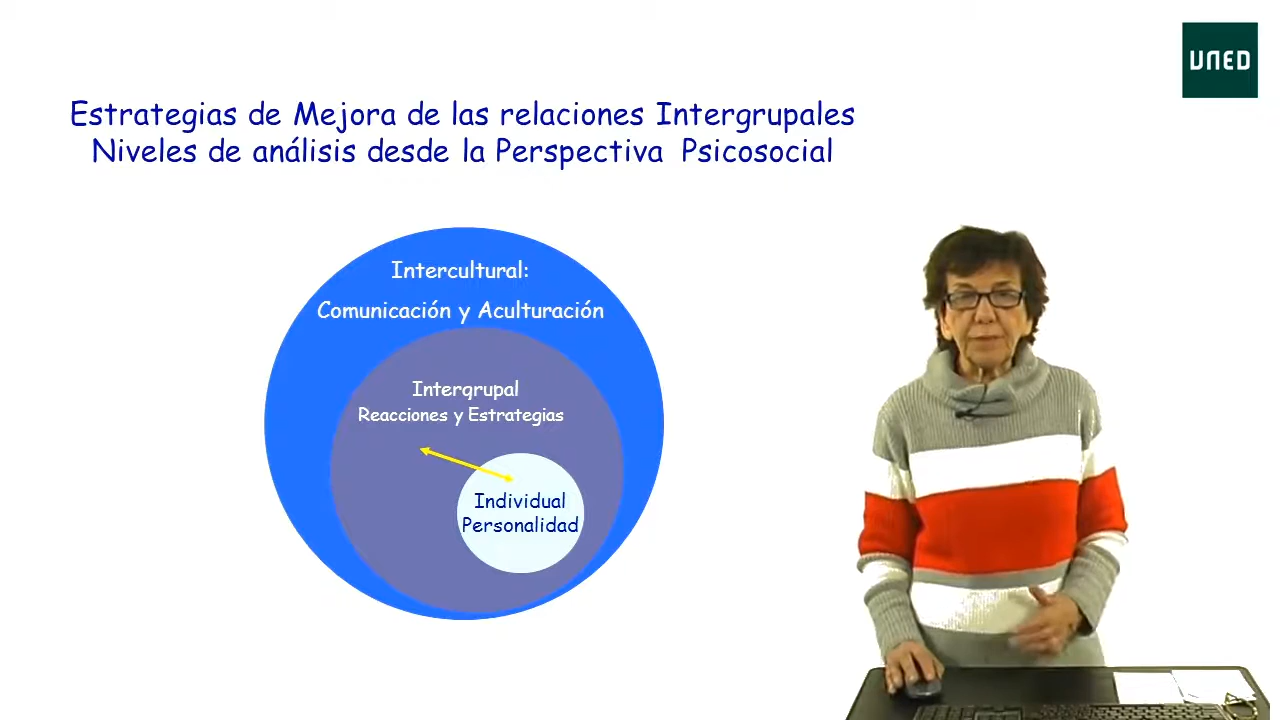 UNED
Estrategias de Mejora de las relaciones Intergrupales
Niveles de análisis desde la Perspectiva Psicosocial
Intercultural:
Comunicación y Aculturación
Intergrupal
Reacciones y Estrategias
Individual
Personalidad